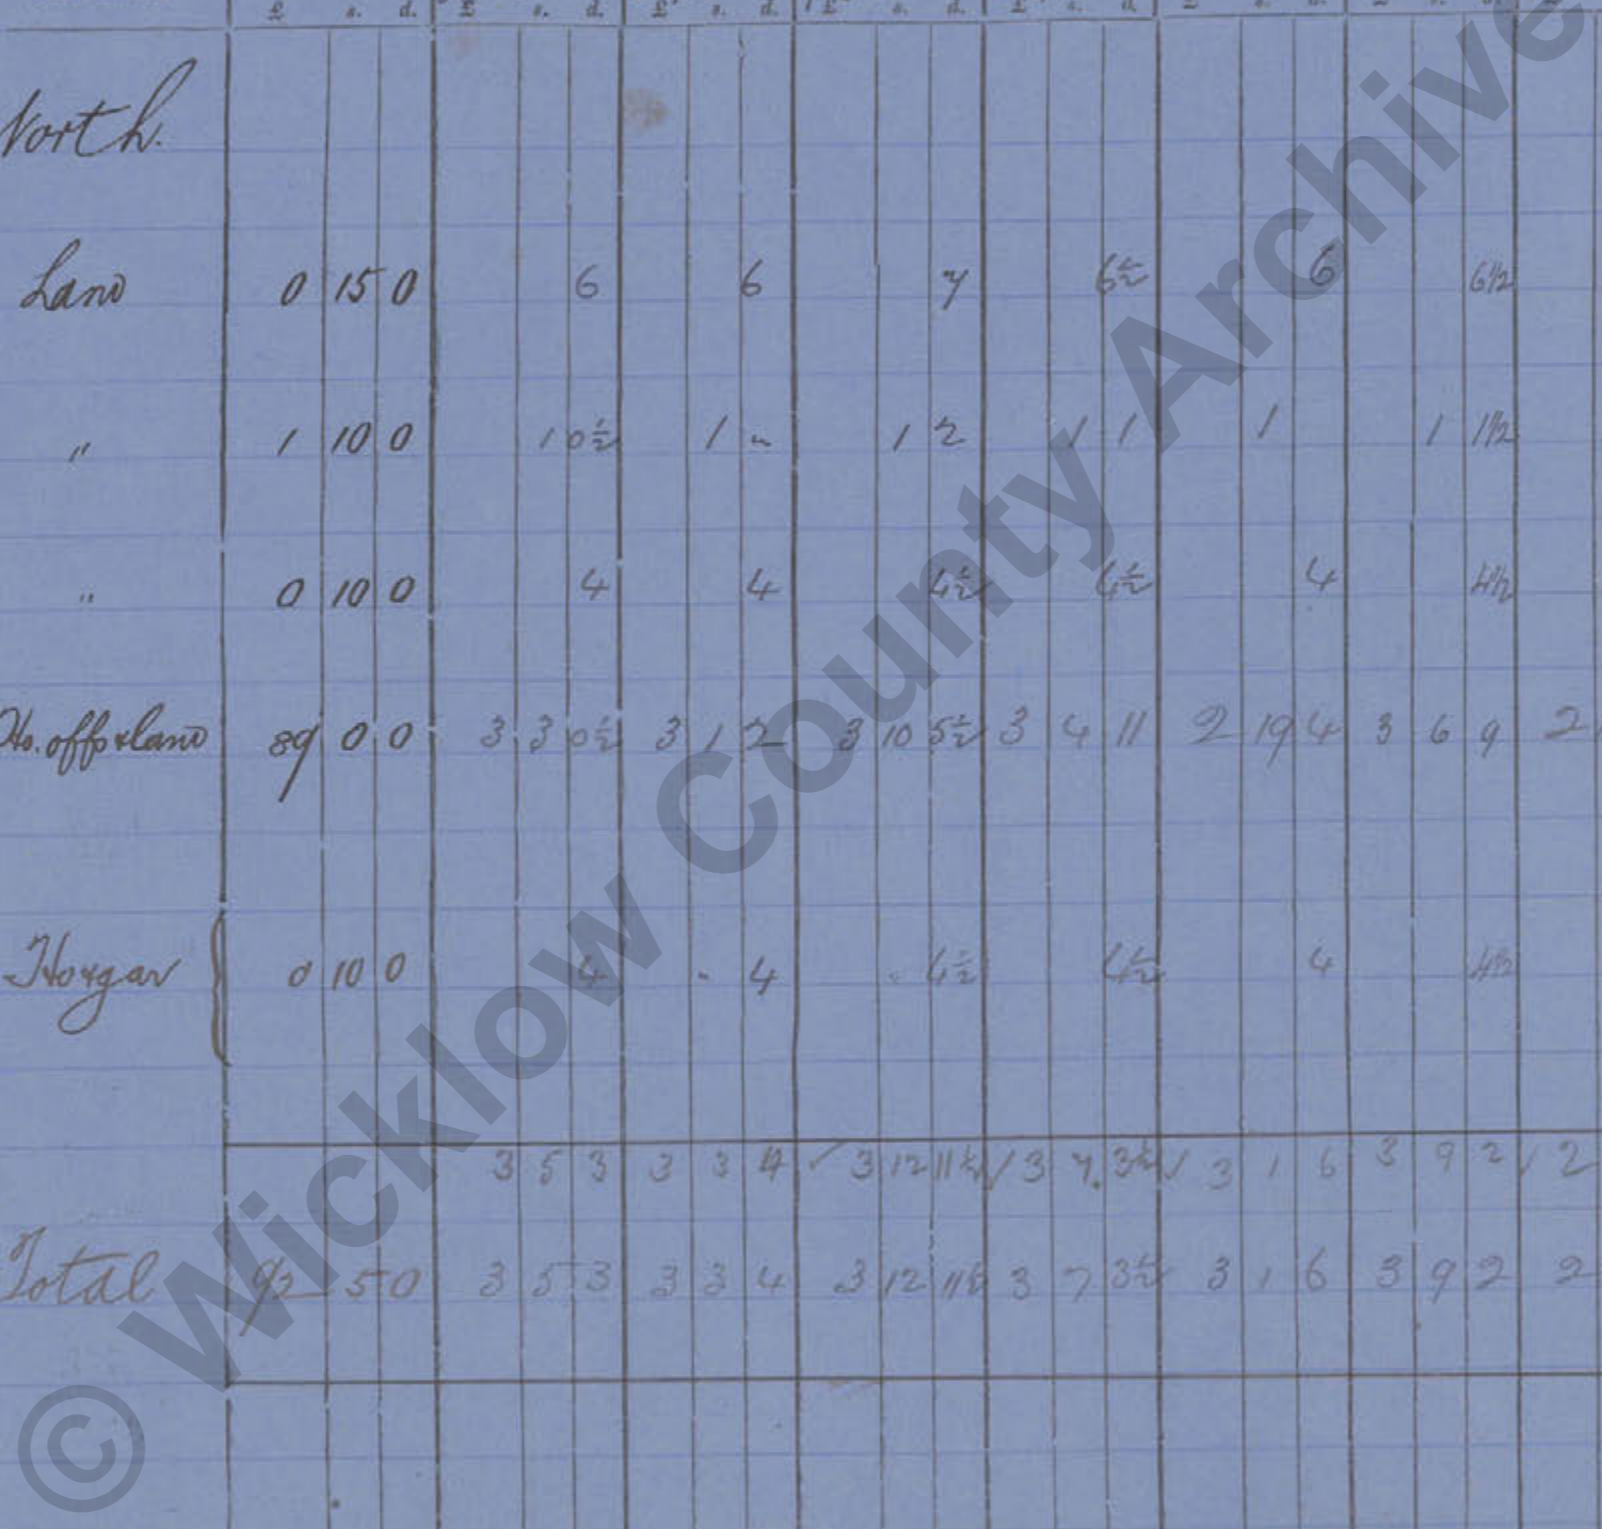 £ s. d. £ s. d. £ s. d. £ s. d. £ s. d. £ s. d. £ s. d.
North.
Land 0 15 0 6 6 7 6½ 6 6½
" 1 10 0 1 0½ 1 " 1 2 1 1 1 1 1½
" 0 10 0 4 4 4½ 4½ 4 4½
Ho. offs & land 89 0 0 3 3 0½ 3 1 2 3 10 5½ 3 4 11 2 19 4 3 6 9 2
Ho & gar { 0 10 0 4 - 4 4½ 4½ 4 4½
3 5 3 3 3 4 ✓ 3 12 11½ ✓ 3 7. 3½ ✓ 3 1 6 3 9 2 ✓ 2
Total 92 5 0 3 5 3 3 3 4 3 12 11½ 3 7 3½ 3 1 6 3 9 2 2
© Wicklow County Archive